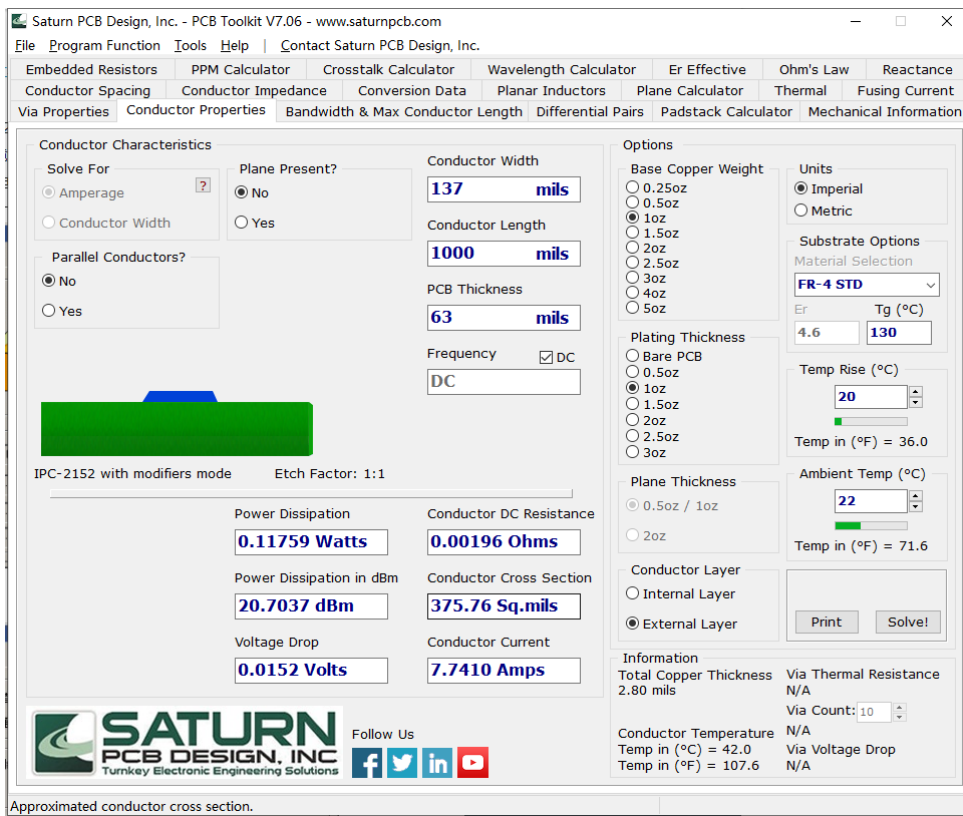 Saturn PCB Design, Inc. - PCB Toolkit V7.06 - www.saturnpcb.com
File Program Function Tools Help | Contact Saturn PCB Design, Inc.
Embedded Resistors PPM Calculator Crosstalk Calculator Wavelength Calculator Er Effective Ohm's Law Reactance
Conductor Spacing Conductor Impedance Conversion Data Planar Inductors Plane Calculator Thermal Fusing Current
Via Properties Conductor Properties Bandwidth & Max Conductor Length Differential Pairs Padstack Calculator Mechanical Information
Conductor Characteristics
Solve For
?
Amperage
Conductor Width
Plane Present?
No
Yes
Parallel Conductors?
No
Yes
Conductor Width
137 mils
Conductor Length
1000 mils
PCB Thickness
63 mils
Frequency DC
DC
IPC-2152 with modifiers mode Etch Factor: 1:1
Power Dissipation
0.11759 Watts
Power Dissipation in dBm
20.7037 dBm
Voltage Drop
0.0152 Volts
Conductor DC Resistance
0.00196 Ohms
Conductor Cross Section
375.76 Sq.mils
Conductor Current
7.7410 Amps
Options
Base Copper Weight
0.25oz
0.5oz
1oz
1.5oz
2oz
2.5oz
3oz
4oz
5oz
Plating Thickness
Bare PCB
0.5oz
1oz
1.5oz
2oz
2.5oz
3oz
Plane Thickness
0.5oz / 1oz
2oz
Conductor Layer
Internal Layer
External Layer
Units
Imperial
Metric
Substrate Options
Material Selection
FR-4 STD
Er Tg (°C)
4.6 130
Temp Rise (°C)
20
Temp in (°F) = 36.0
Ambient Temp (°C)
22
Temp in (°F) = 71.6
Print Solve!
Information
Total Copper Thickness
2.80 mils
Conductor Temperature
Temp in (°C) = 42.0
Temp in (°F) = 107.6
Via Thermal Resistance
N/A
Via Count: 10
N/A
Via Voltage Drop
N/A
SATURN
PCB DESIGN, INC
Turnkey Electronic Engineering Solutions
Follow Us
f
in
Approximated conductor cross section.